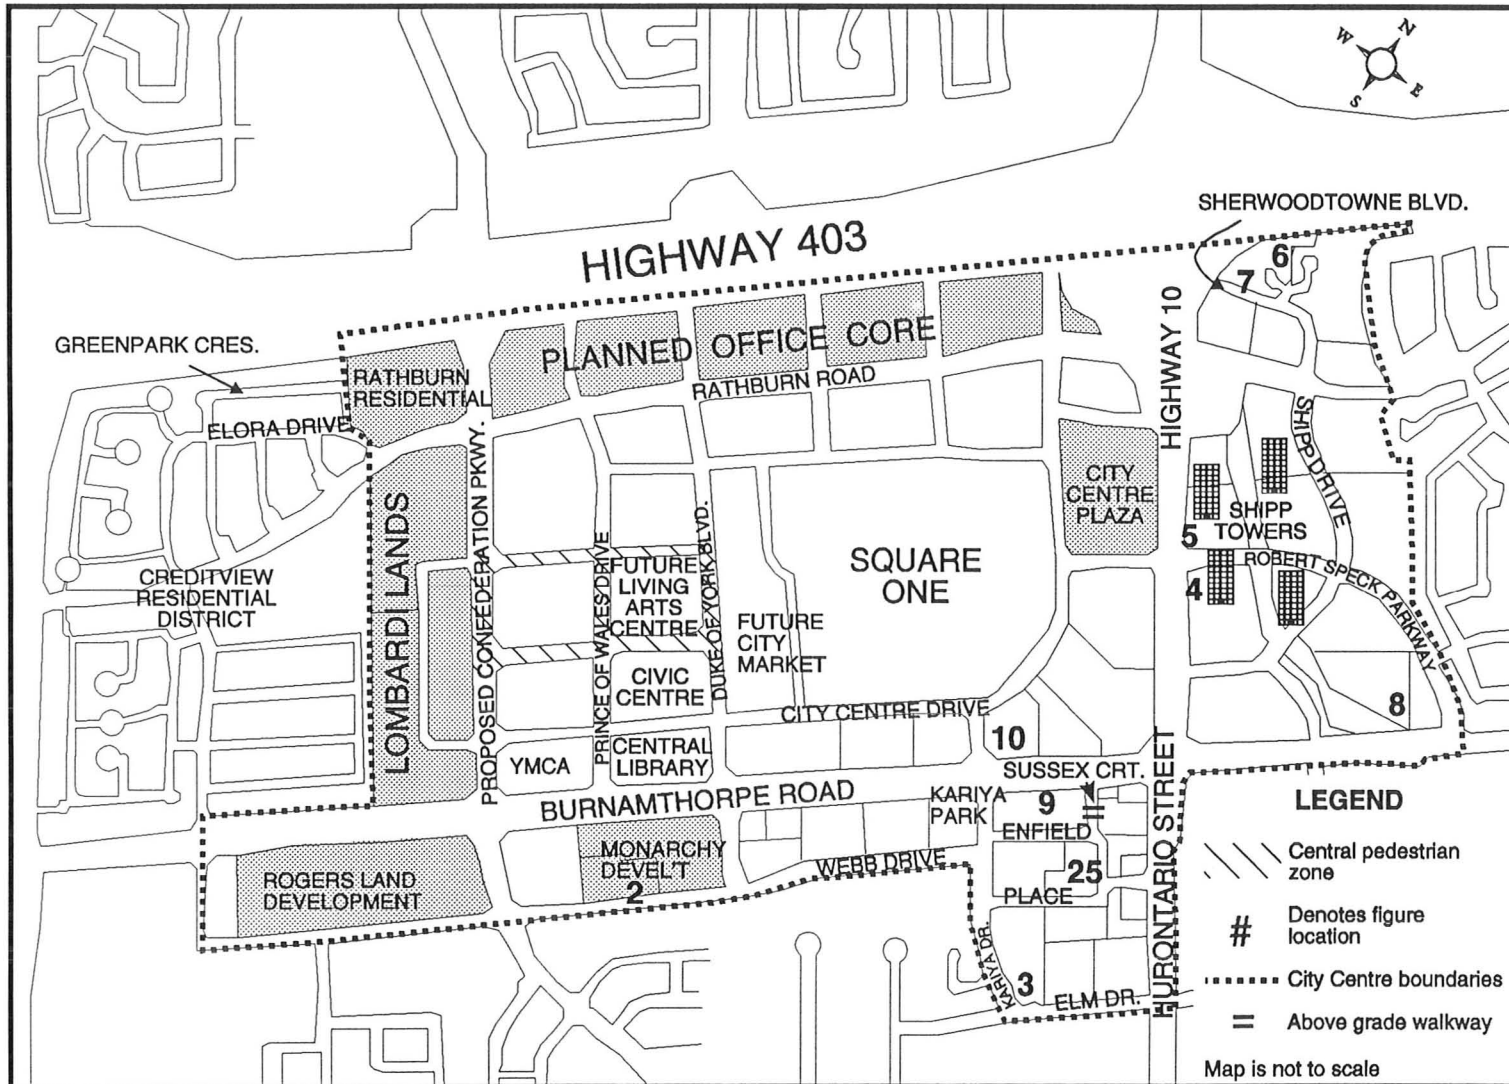 N
W
E
S
SHERWOODTOWNE BLVD.
HIGHWAY 403
6
7
HIGHWAY 10
GREENPARK CRES.
PLANNED OFFICE CORE
RATHBURN
RESIDENTIAL
RATHBURN ROAD
ELORA DRIVE
SHIPP DRIVE
PROPOSED CONFEDERATION PKWY.
LOMBARDI LANDS
CITY
CENTRE
PLAZA
SHIPP
TOWERS
5
ROBERT SPECK PARKWAY
4
SQUARE
ONE
PRINCE OF WALES DRIVE
FUTURE
LIVING
ARTS
CENTRE
DUKE OF YORK BLVD.
CREDITVIEW
RESIDENTIAL
DISTRICT
FUTURE
CITY
MARKET
CIVIC
CENTRE
8
CITY CENTRE DRIVE
10
YMCA
CENTRAL
LIBRARY
SUSSEX CRT.
HURONTARIO STREET
BURNAMTHORPE ROAD
KARIYA
PARK
9
ENFIELD
MONARCHY
DEVEL'T
2
WEBB DRIVE
25
PLACE
ROGERS LAND
DEVELOPMENT
KARIYA DR.
3
ELM DR.
LEGEND
Central pedestrian
zone
# Denotes figure
location
City Centre boundaries
Above grade walkway
Map is not to scale